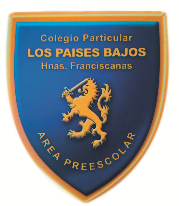 Colegio Particular
LOS PAISES BAJOS
Hnas. Franciscanas
AREA PREESCOLAR